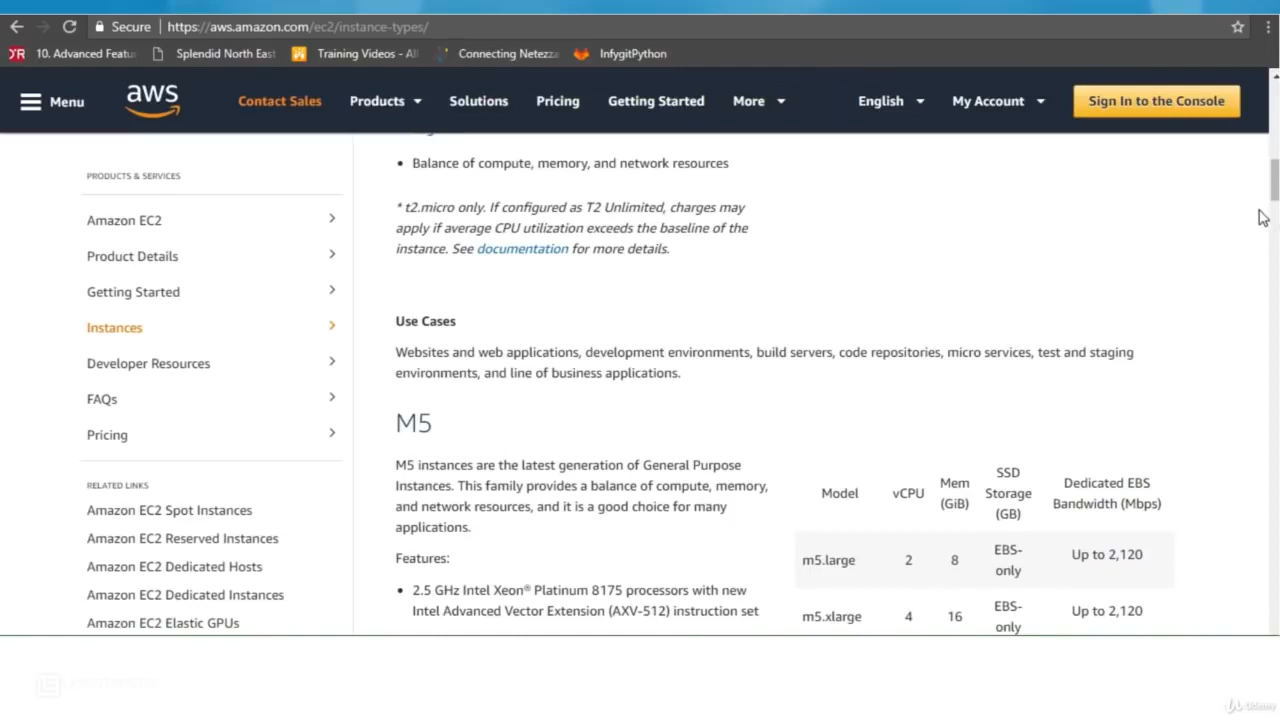 Secure | https://aws.amazon.com/ec2/instance-types/
10. Advanced Featu
Splendid North East
Training Videos - All
Connecting Netezza
InfygitPython
Menu
aws
Contact Sales
Products
Solutions
Pricing
Getting Started
More
English
My Account
Sign In to the Console
PRODUCTS & SERVICES
Amazon EC2
Product Details
Getting Started
Instances
Developer Resources
FAQs
Pricing
RELATED LINKS
Amazon EC2 Spot Instances
Amazon EC2 Reserved Instances
Amazon EC2 Dedicated Hosts
Amazon EC2 Dedicated Instances
Amazon EC2 Elastic GPUs
• Balance of compute, memory, and network resources
* t2.micro only. If configured as T2 Unlimited, charges may
apply if average CPU utilization exceeds the baseline of the
instance. See documentation for more details.
Use Cases
Websites and web applications, development environments, build servers, code repositories, micro services, test and staging
environments, and line of business applications.
M5
M5 instances are the latest generation of General Purpose
Instances. This family provides a balance of compute, memory,
and network resources, and it is a good choice for many
applications.
Features:
• 2.5 GHz Intel Xeon® Platinum 8175 processors with new
Intel Advanced Vector Extension (AXV-512) instruction set
Model vCPU Mem (GiB) SSD Storage (GB) Dedicated EBS Bandwidth (Mbps)
m5.large 2 8 EBS-only Up to 2,120
m5.xlarge 4 16 EBS-only Up to 2,120
Udemy